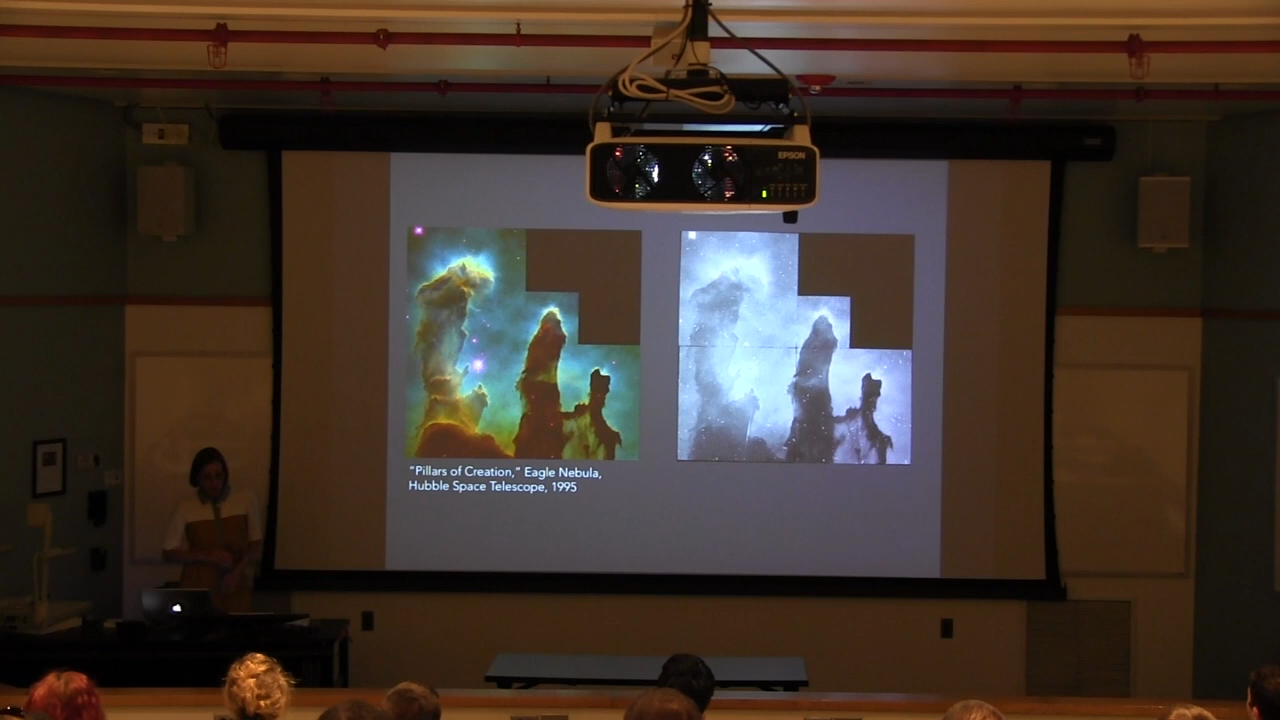 EPSON
"Pillars of Creation," Eagle Nebula,
Hubble Space Telescope, 1995